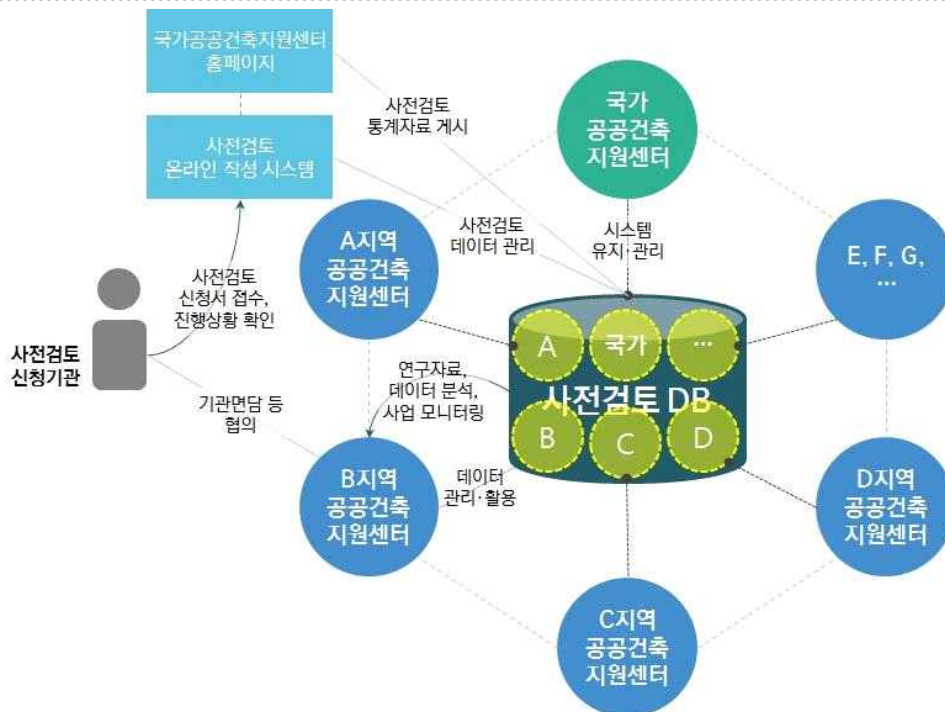 국가공공건축지원센터
홈페이지
사전검토
온라인 작성 시스템
사전검토
통계자료 게시
국가
공공건축
지원센터
사전검토
데이터 관리
시스템
유지·관리
A지역
공공건축
지원센터
E, F, G,
…
사전검토
신청서 접수,
진행상황 확인
사전검토
신청기관
기관면담 등
협의
연구자료,
데이터 분석,
사업 모니터링
A
국가
…
사전검토 DB
B
C
D
B지역
공공건축
지원센터
데이터
관리·활용
D지역
공공건축
지원센터
C지역
공공건축
지원센터